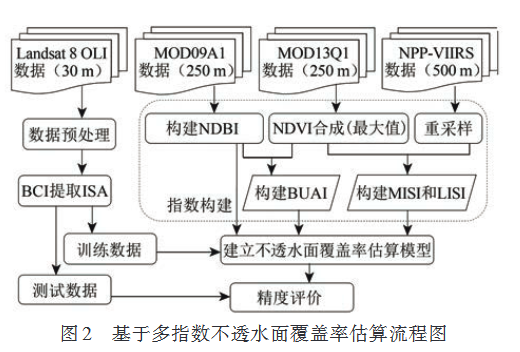 Landsat 8 OLI
数据(30 m)
MOD09A1
数据(250 m)
MOD13Q1
数据(250 m)
NPP-VIIRS
数据(500 m)
数据预处理
构建NDBI
NDVI合成(最大值)
重采样
BCI提取ISA
指数构建
构建BUAI
构建MISI和LISI
训练数据
建立不透水面覆盖率估算模型
测试数据
精度评价
图2 基于多指数不透水面覆盖率估算流程图